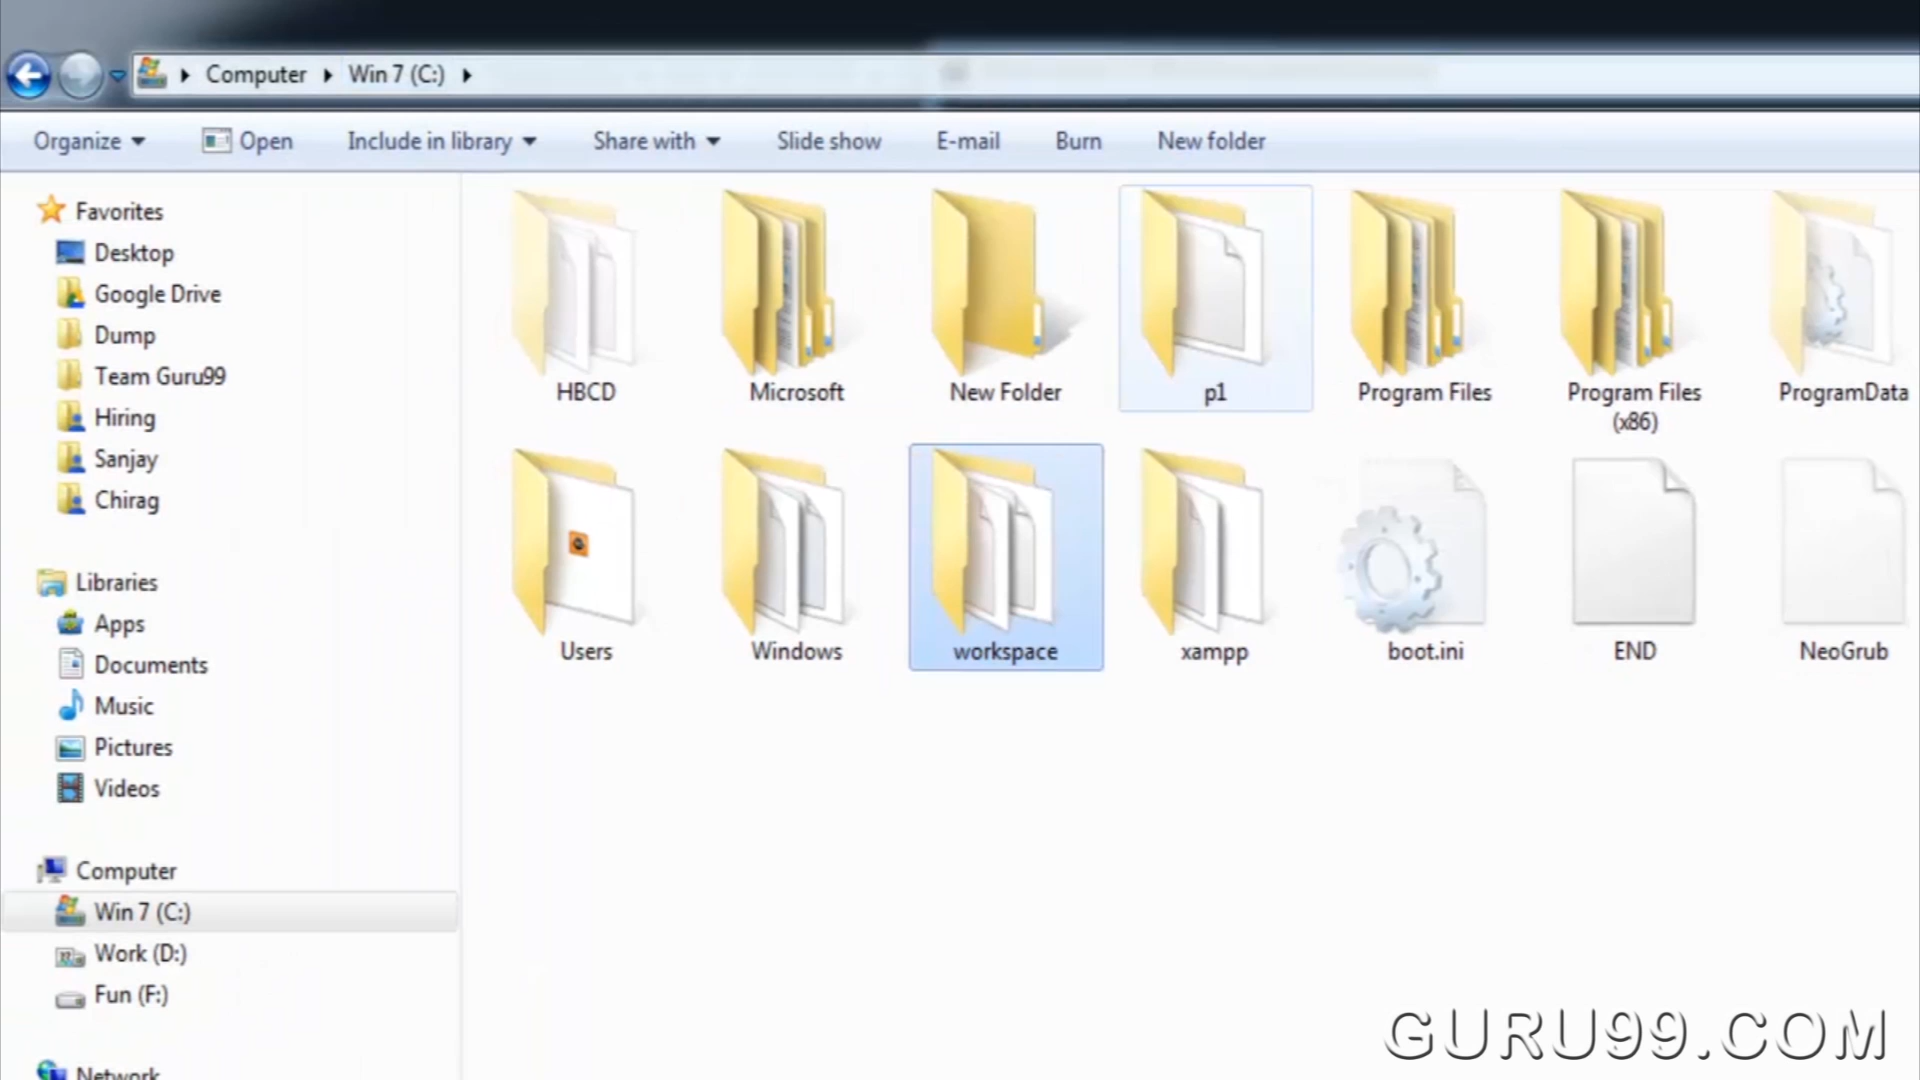 Computer
Win 7 (C:)
Organize
Open
Include in library
Share with
Slide show
E-mail
Burn
New folder
Favorites
Desktop
Google Drive
Dump
Team Guru99
Hiring
Sanjay
Chirag
Libraries
Apps
Documents
Music
Pictures
Videos
Computer
Win 7 (C:)
Work (D:)
Fun (F:)
Network
HBCD
Microsoft
New Folder
p1
Program Files
Program Files
(x86)
ProgramData
Users
Windows
workspace
xampp
boot.ini
END
NeoGrub
GURU99.COM